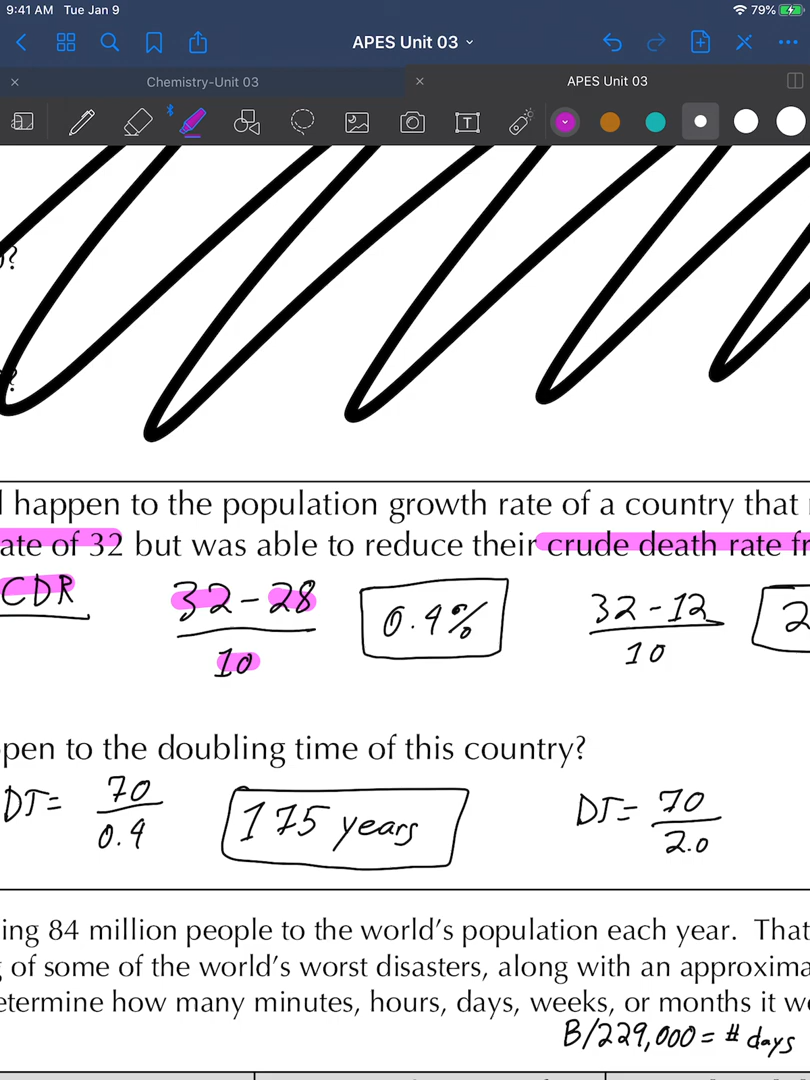 9:41 AM Tue Jan 9
79%
APES Unit 03
Chemistry-Unit 03
APES Unit 03
?
?
happen to the population growth rate of a country that
ate of 32 but was able to reduce their crude death rate fr
CDR
32 - 28
10
0.4%
32 - 12
10
2
pen to the doubling time of this country?
DT = 70
0.4
175 years
DT = 70
2.0
ing 84 million people to the world's population each year. That
of some of the world's worst disasters, along with an approxima
etermine how many minutes, hours, days, weeks, or months it w
B/229,000 = # days